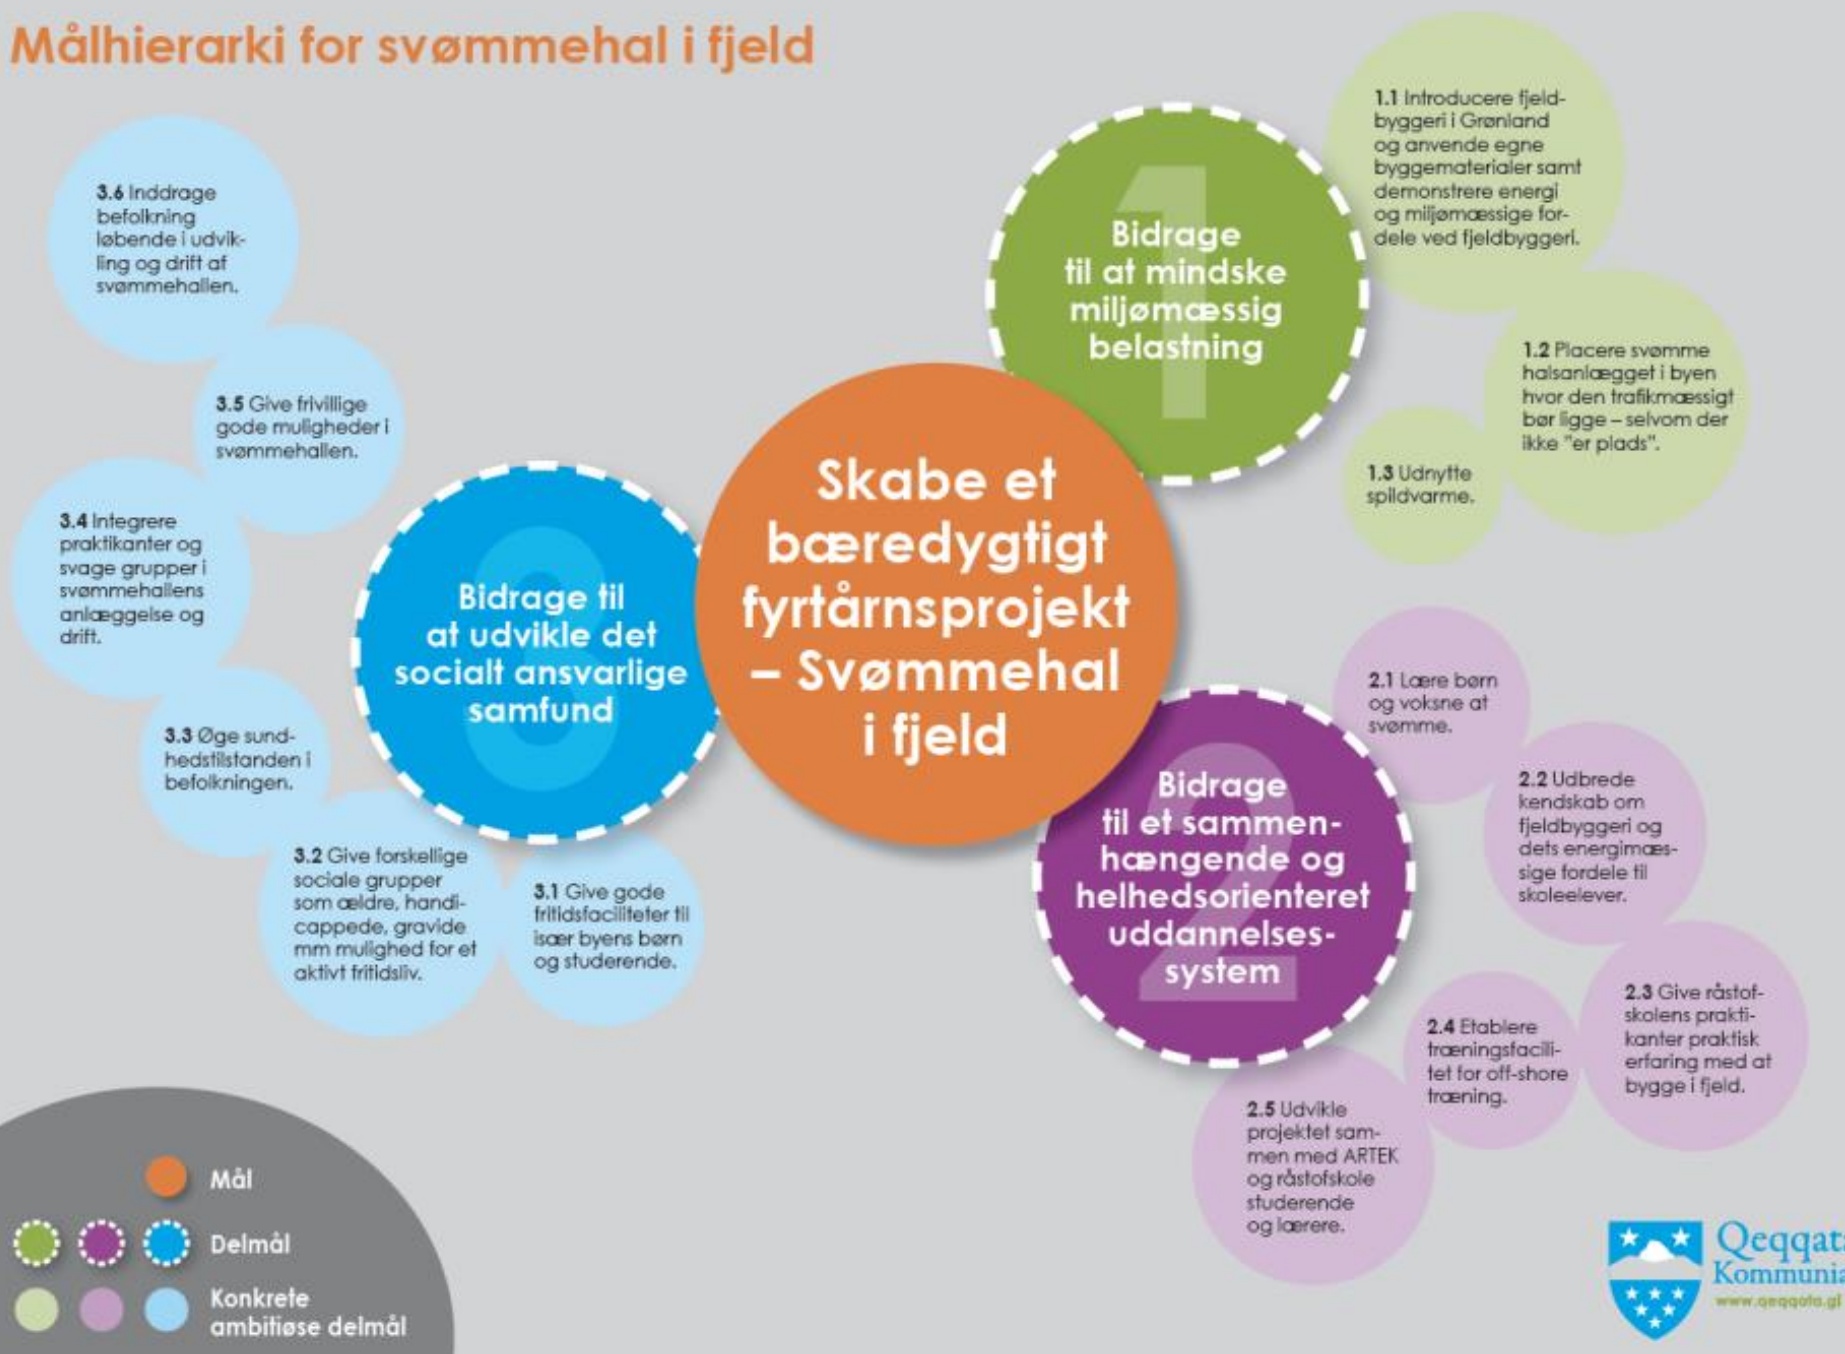 Målhierarki for svømmehal i fjeld
Skabe et
bæredygtigt
fyrtårnsprojekt
– Svømmehal
i fjeld
1
Bidrage
til at mindske
miljømæssig
belastning
1.1 Introducere fjeld-
byggeri i Grønland
og anvende egne
byggematerialer samt
demonstrere energi
og miljømæssige for-
dele ved fjeldbyggeri.
1.2 Placere svømme
halsanlægget i byen
hvor den trafikmæssigt
bør ligge – selvom der
ikke "er plads".
1.3 Udnytte
spildvarme.
2
Bidrage
til et sammen-
hængende og
helhedsorienteret
uddannelses-
system
2.1 Lære børn
og voksne at
svømme.
2.2 Udbrede
kendskab om
fjeldbyggeri og
dets energimæs-
sige fordele til
skoleelever.
2.3 Give råstof-
skolens prakti-
kanter praktisk
erfaring med at
bygge i fjeld.
2.4 Etablere
træningsfacili-
tet for off-shore
træning.
2.5 Udvikle
projektet sam-
men med ARTEK
og råstofskole
studerende
og lærere.
3
Bidrage til
at udvikle det
socialt ansvarlige
samfund
3.1 Give gode
fritidsfaciliteter til
især byens børn
og studerende.
3.2 Give forskellige
sociale grupper
som ældre, handi-
cappede, gravide
mm mulighed for et
aktivt fritidsliv.
3.3 Øge sund-
hedstilstanden i
befolkningen.
3.4 Integrere
praktikanter og
svage grupper i
svømmehallens
anlæggelse og
drift.
3.5 Give frivillige
gode muligheder i
svømmehallen.
3.6 Inddrage
befolkning
løbende i udvik-
ling og drift af
svømmehallen.
Mål
Delmål
Konkrete
ambitiøse delmål
Qeqqata
Kommunia
www.qeqqata.gl